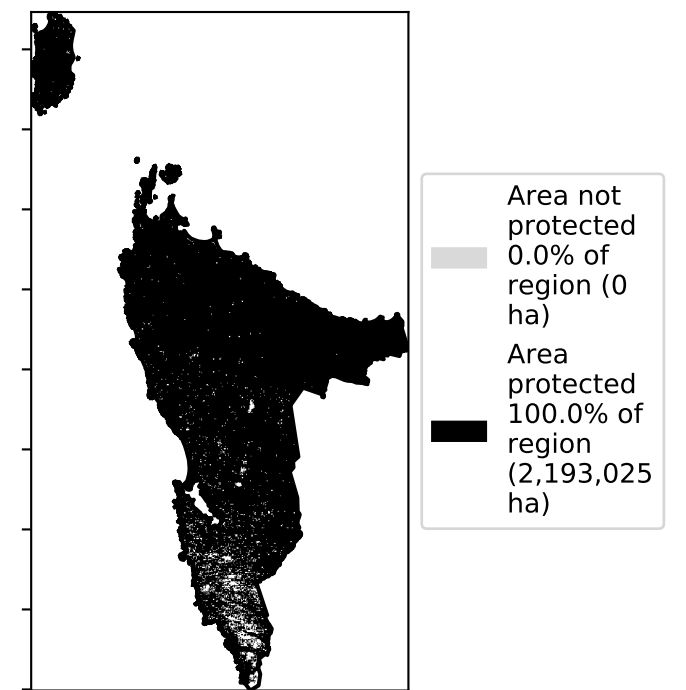 Area not
protected
0.0% of
region (0
ha)
Area
protected
100.0% of
region
(2,193,025
ha)